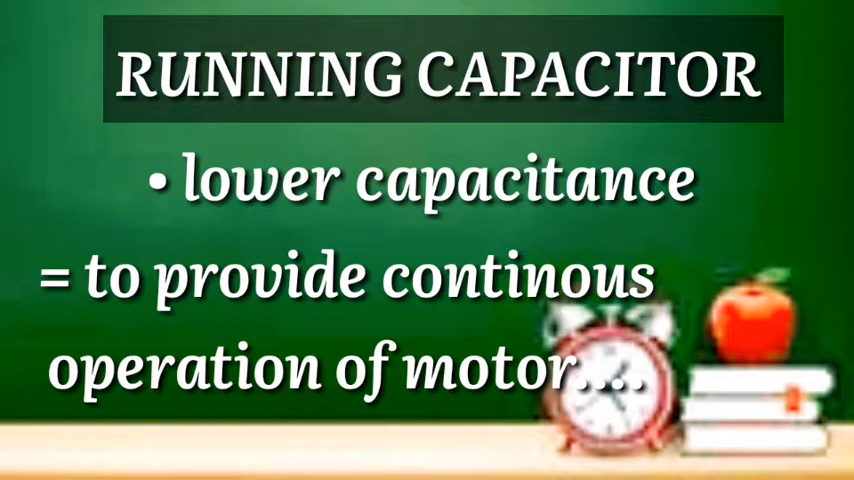 RUNNING CAPACITOR
• lower capacitance
= to provide continous
operation of motor....